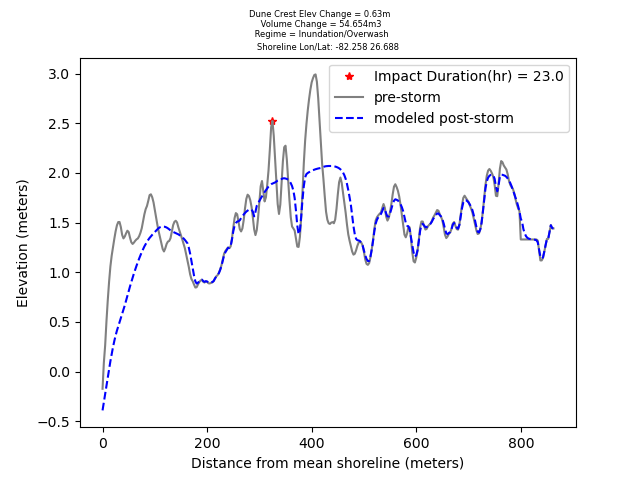 Dune Crest Elev Change = 0.63m
Volume Change = 54.654m3
Regime = Inundation/Overwash
Shoreline Lon/Lat: -82.258 26.688
Impact Duration(hr) = 23.0
pre-storm
modeled post-storm
3.0
2.5
2.0
1.5
1.0
0.5
0.0
−0.5
Elevation (meters)
0 200 400 600 800
Distance from mean shoreline (meters)